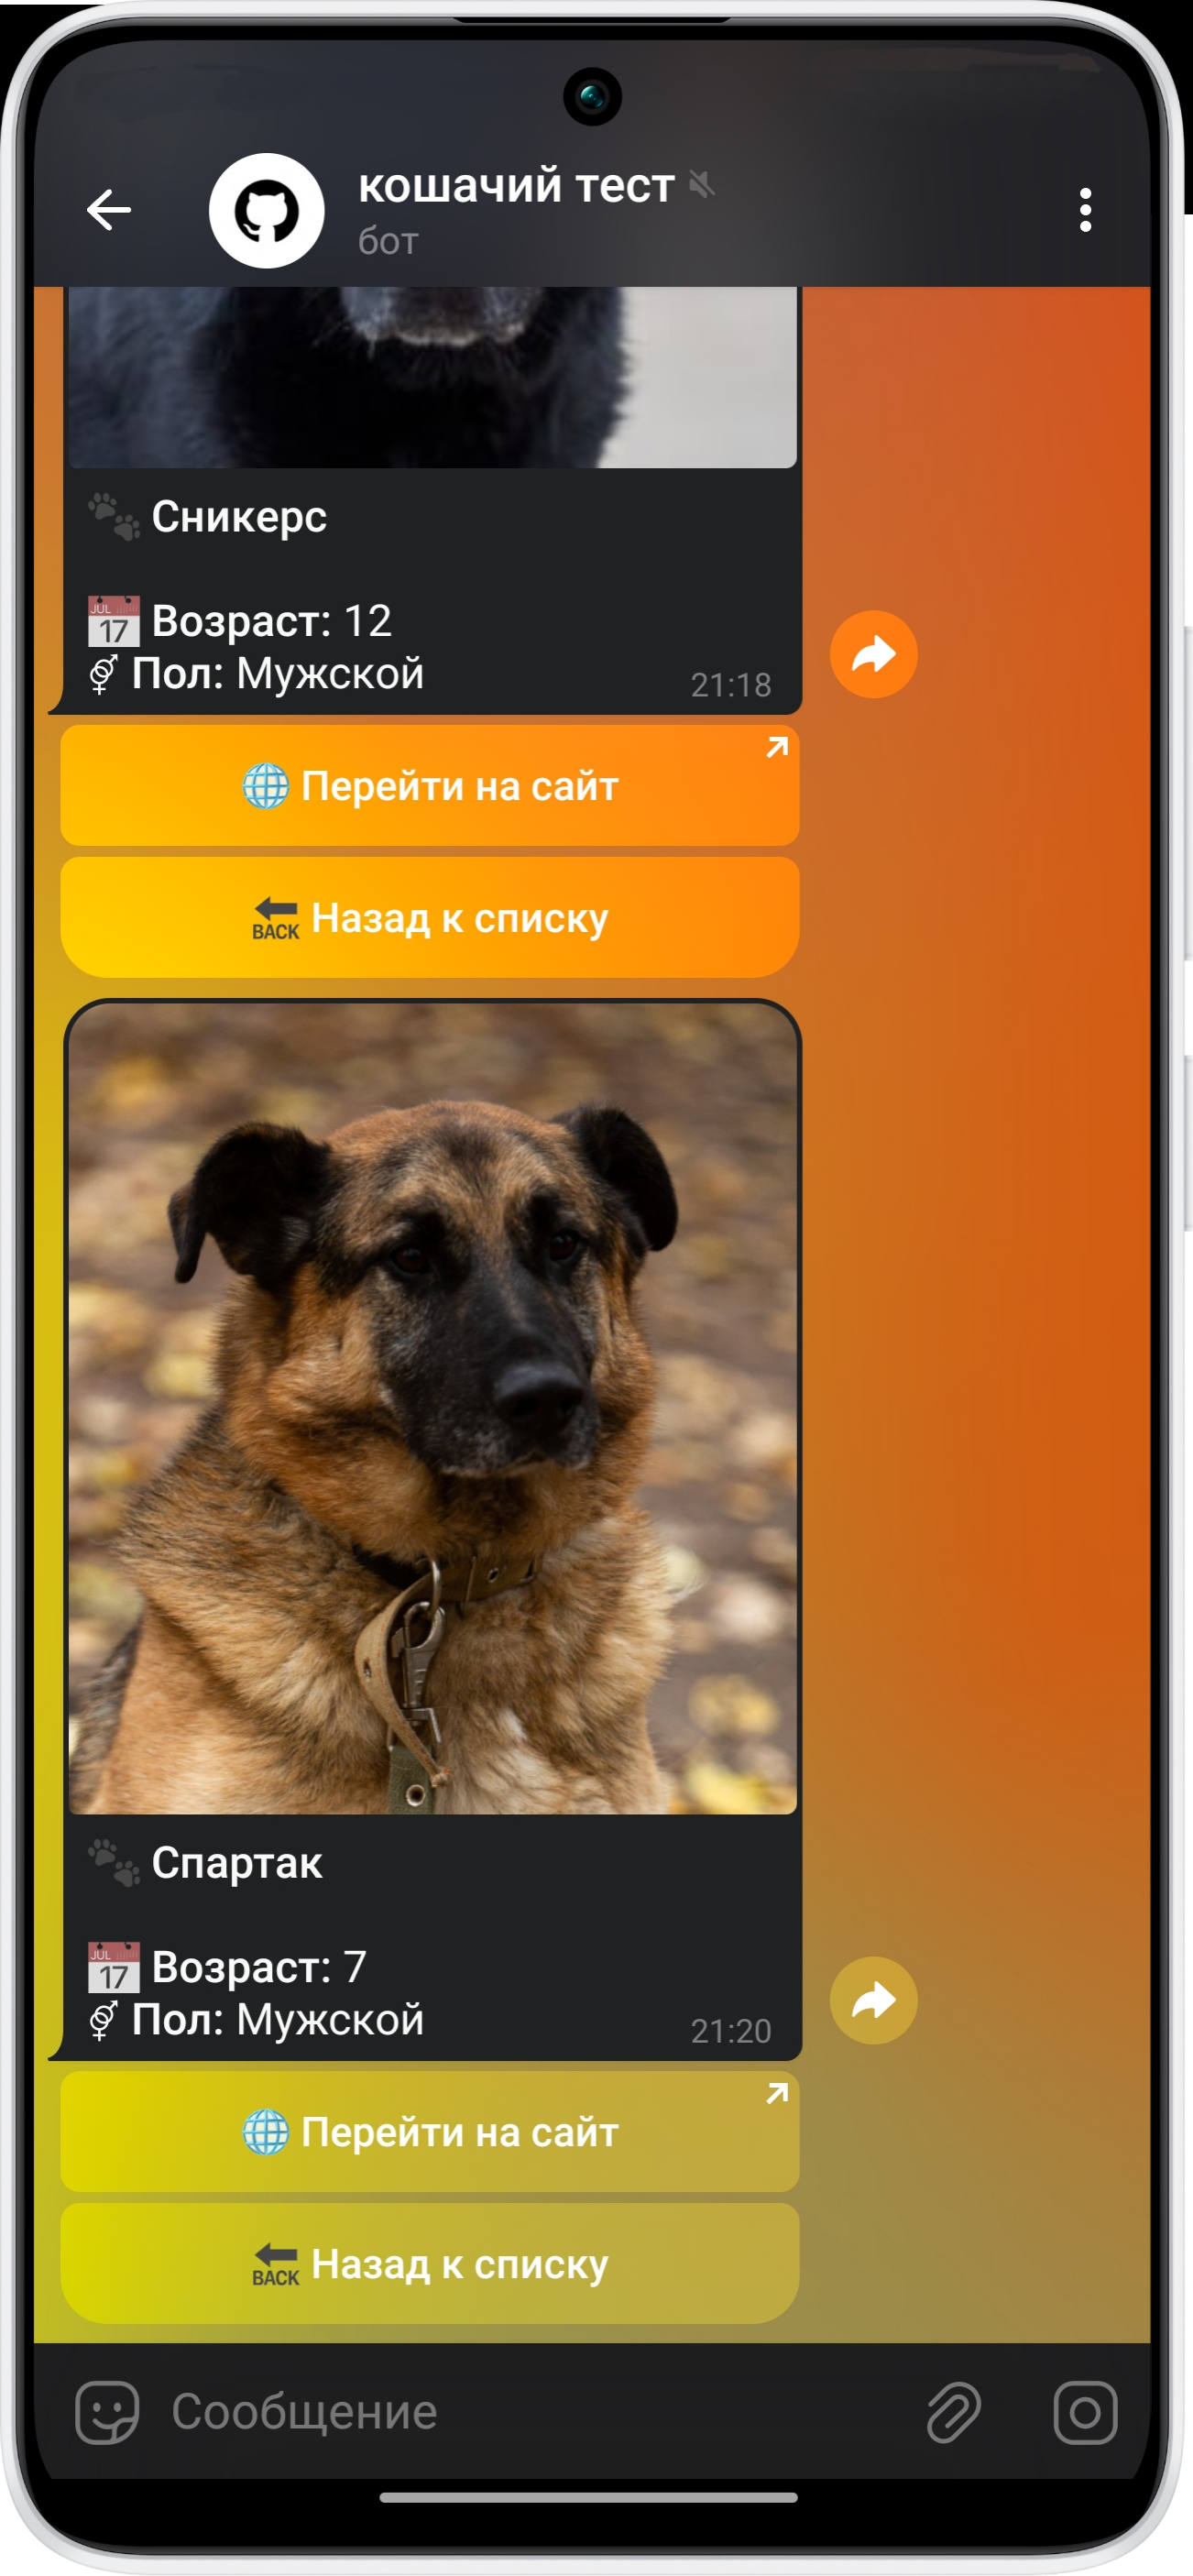 кошачий тест
бот
Сникерс
JUL
17
Возраст: 12
Пол: Мужской
21:18
Перейти на сайт
BACK
Назад к списку
Спартак
JUL
17
Возраст: 7
Пол: Мужской
21:20
Перейти на сайт
BACK
Назад к списку
Сообщение